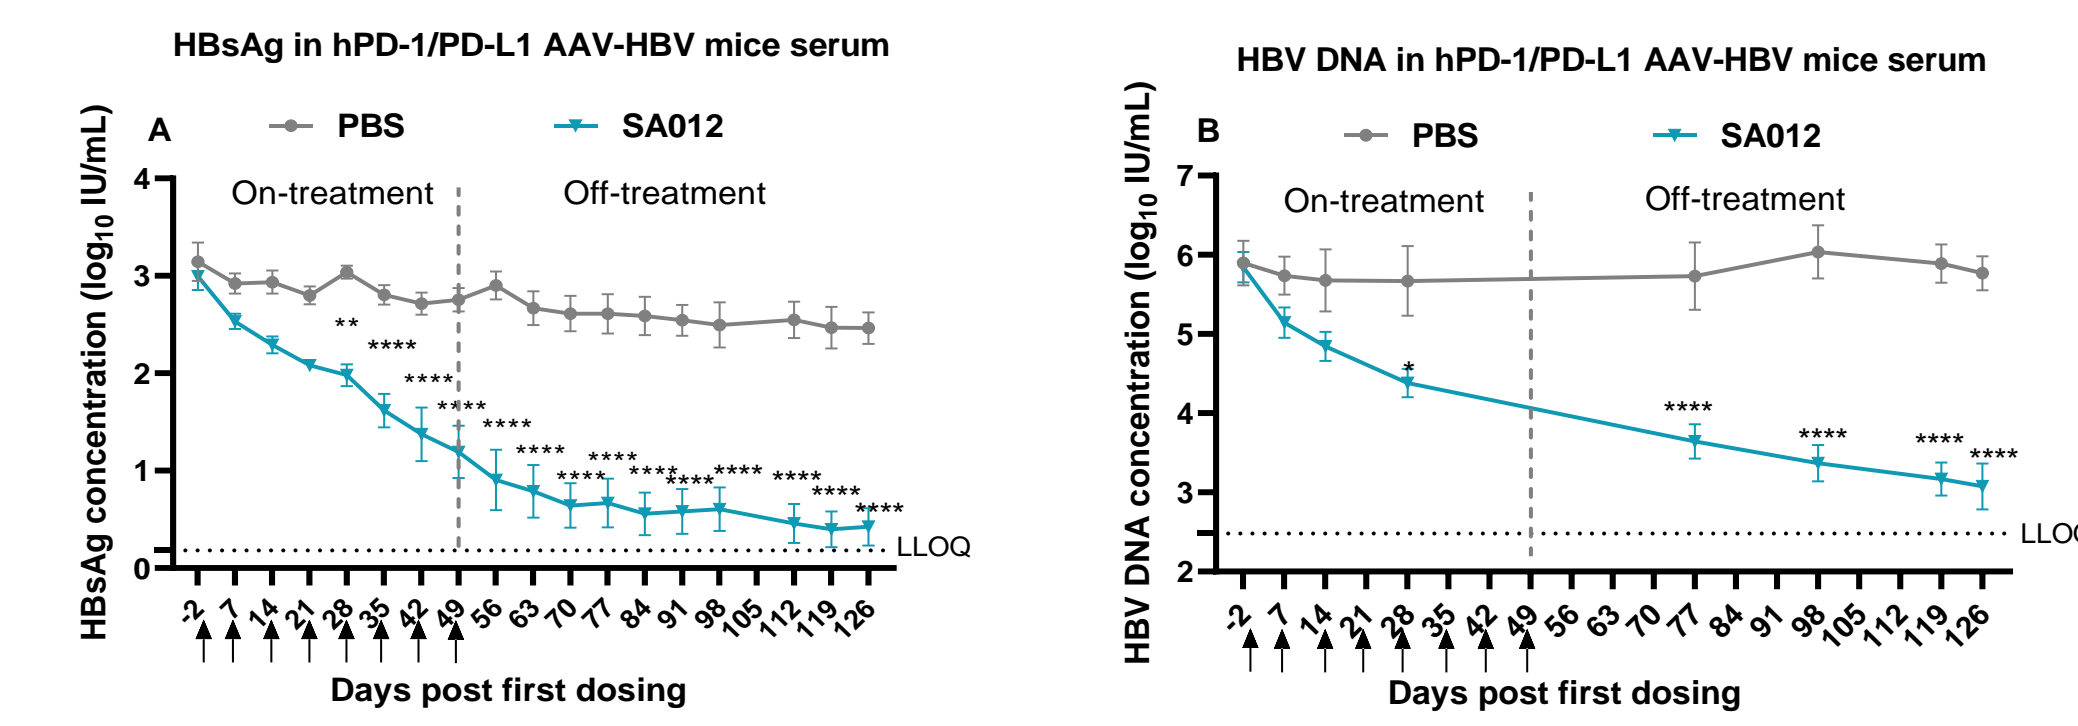 HBsAg in hPD-1/PD-L1 AAV-HBV mice serum
A
PBS
SA012
HBsAg concentration (log10 IU/mL)
On-treatment
Off-treatment
4
3
2
1
0
**
****
****
****
****
****
****
****
****
****
****
****
****
****
LLOQ
-2 7 14 21 28 35 42 49 56 63 70 77 84 91 98 105 112 119 126
Days post first dosing
HBV DNA in hPD-1/PD-L1 AAV-HBV mice serum
B
PBS
SA012
HBV DNA concentration (log10 IU/mL)
On-treatment
Off-treatment
7
6
5
4
3
2
*
****
****
****
****
LLO
-2 7 14 21 28 35 42 49 56 63 70 77 84 91 98 105 112 119 126
Days post first dosing